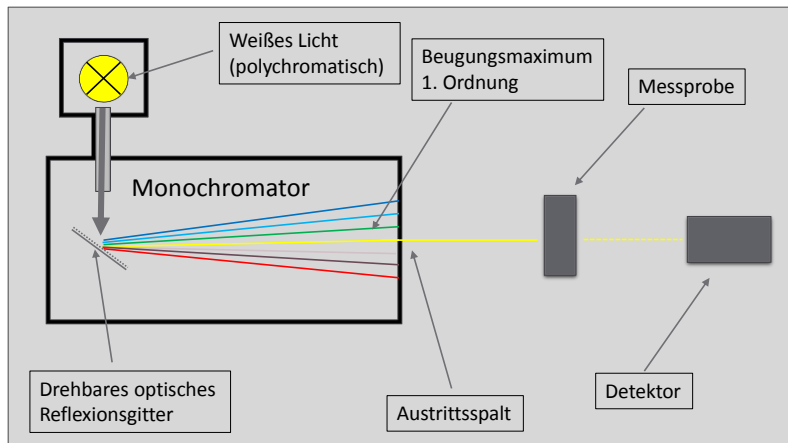 Weißes Licht
(polychromatisch)
Beugungsmaximum
1. Ordnung
Messprobe
Monochromator
Drehbares optisches
Reflexionsgitter
Austrittsspalt
Detektor